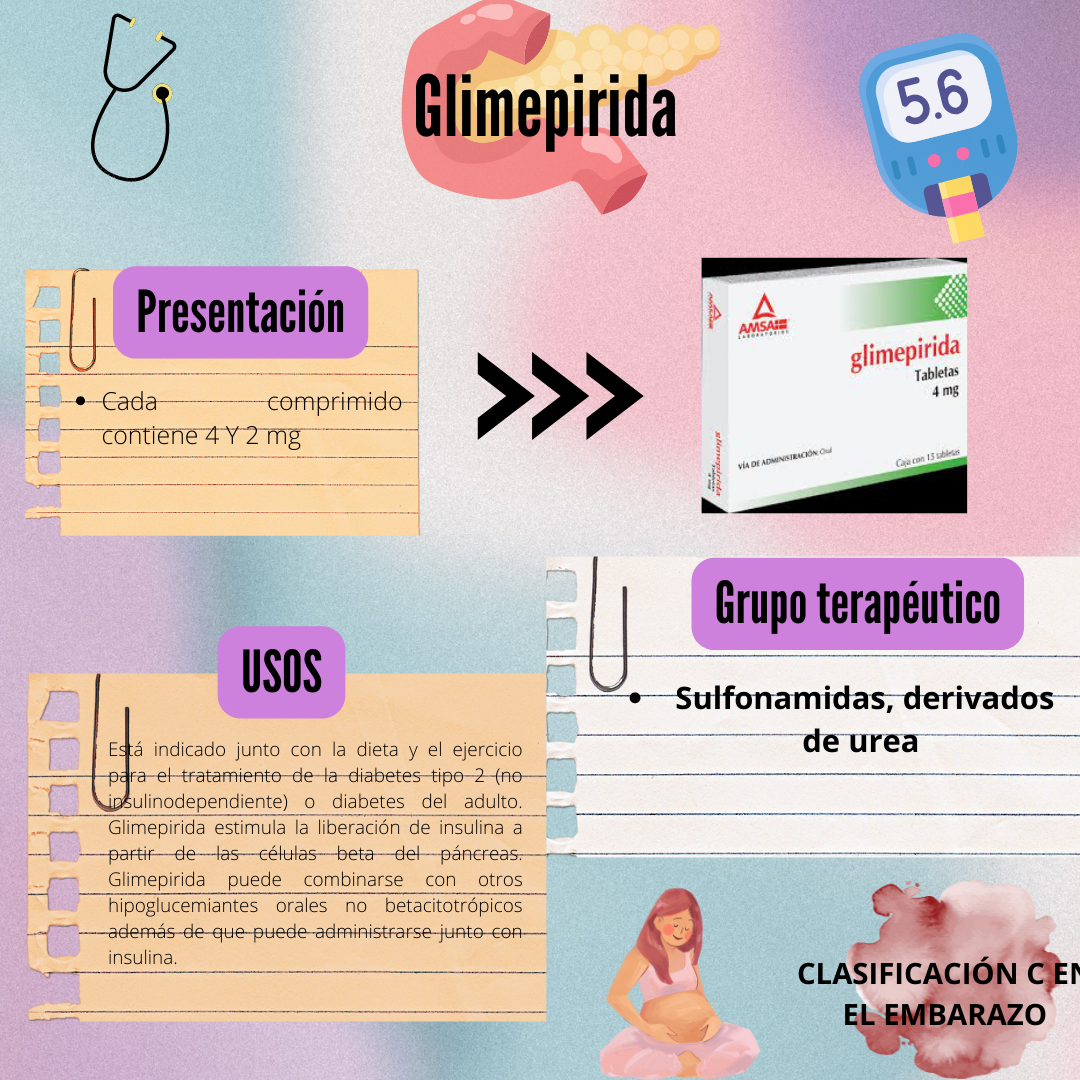 Glimepirida
5.6
Presentación
• Cada comprimido
contiene 4 Y 2 mg
AMSA
LABORATORIOS
glimepirida
Tabletas
4 mg
VÍA DE ADMINISTRACIÓN: Oral
Caja con 15 tabletas
AMSA
glimepirida
Tabletas
4 mg
Grupo terapéutico
• Sulfonamidas, derivados
de urea
USOS
Está indicado junto con la dieta y el ejercicio
para el tratamiento de la diabetes tipo 2 (no
insulinodependiente) o diabetes del adulto.
Glimepirida estimula la liberación de insulina a
partir de las células beta del páncreas.
Glimepirida puede combinarse con otros
hipoglucemiantes orales no betacitotrópicos
además de que puede administrarse junto con
insulina.
CLASIFICACIÓN C EN
EL EMBARAZO